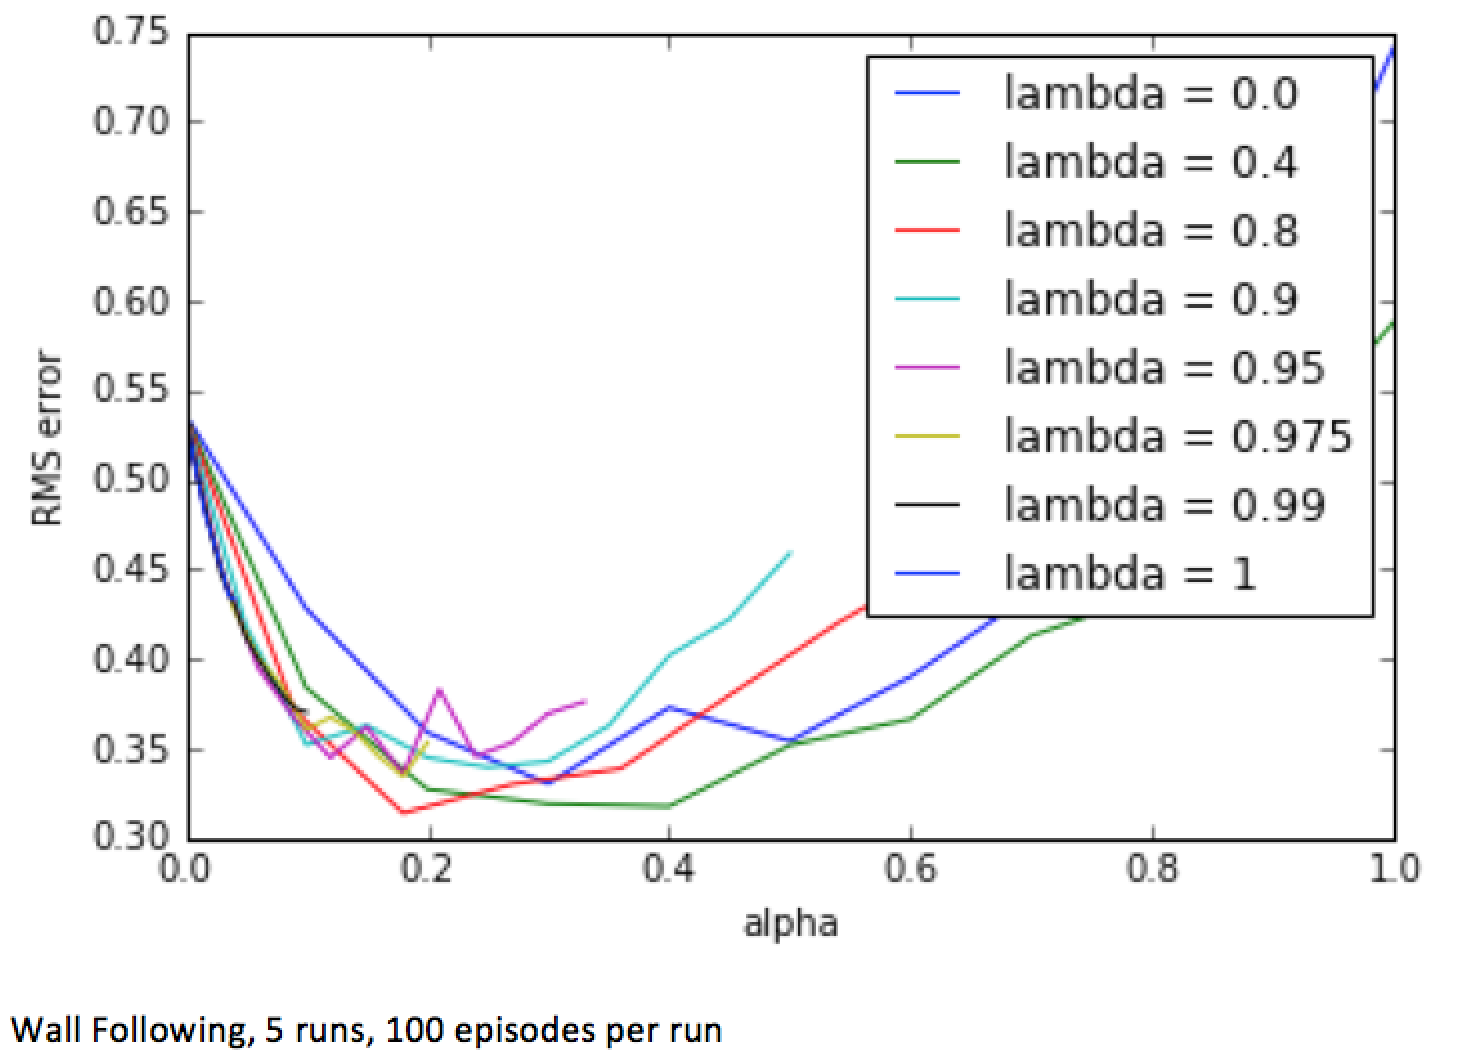 0.75
0.70
0.65
0.60
0.55
0.50
0.45
0.40
0.35
0.30
RMS error
lambda = 0.0
lambda = 0.4
lambda = 0.8
lambda = 0.9
lambda = 0.95
lambda = 0.975
lambda = 0.99
lambda = 1
0.0 0.2 0.4 0.6 0.8 1.0
alpha
Wall Following, 5 runs, 100 episodes per run